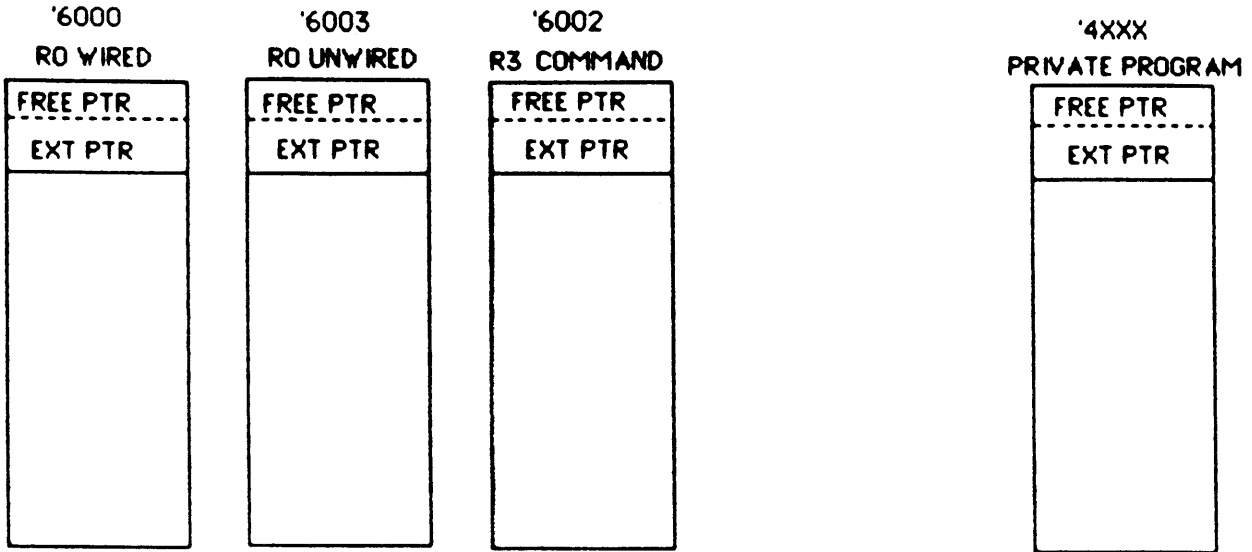 '6000
R0 WIRED
FREE PTR
EXT PTR
'6003
R0 UNWIRED
FREE PTR
EXT PTR
'6002
R3 COMMAND
FREE PTR
EXT PTR
'4XXX
PRIVATE PROGRAM
FREE PTR
EXT PTR